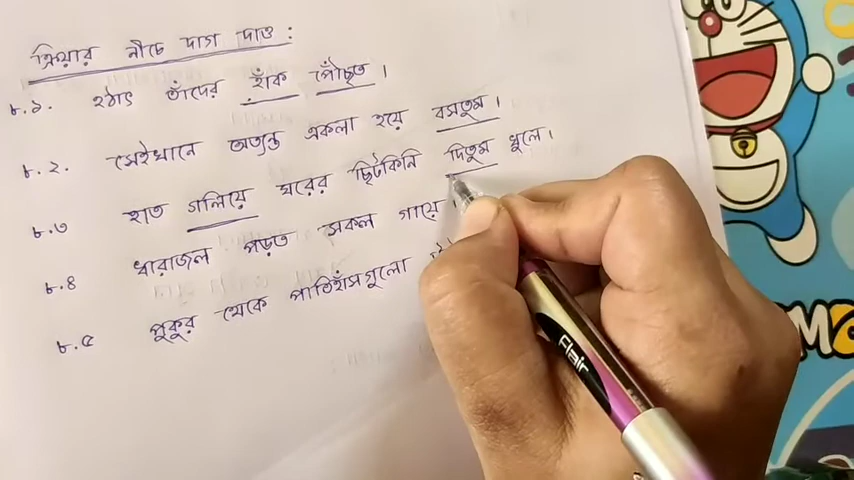 ক্রিয়ার নীচে দাগ দাও :
৮.১. হঠাৎ তাঁদের হাঁক পৌঁছত ।
৮.২. সেইখানে অত্যন্ত একলা হয়ে বসতুম ।
৮.৩ হাত গলিয়ে ঘরের ছিটকিনি দিতুম খুলে ।
৮.৪ ধারাজল পড়ত সকল গায়ে
৮.৫ পুকুর থেকে পাতিহাঁসগুলো
Flair